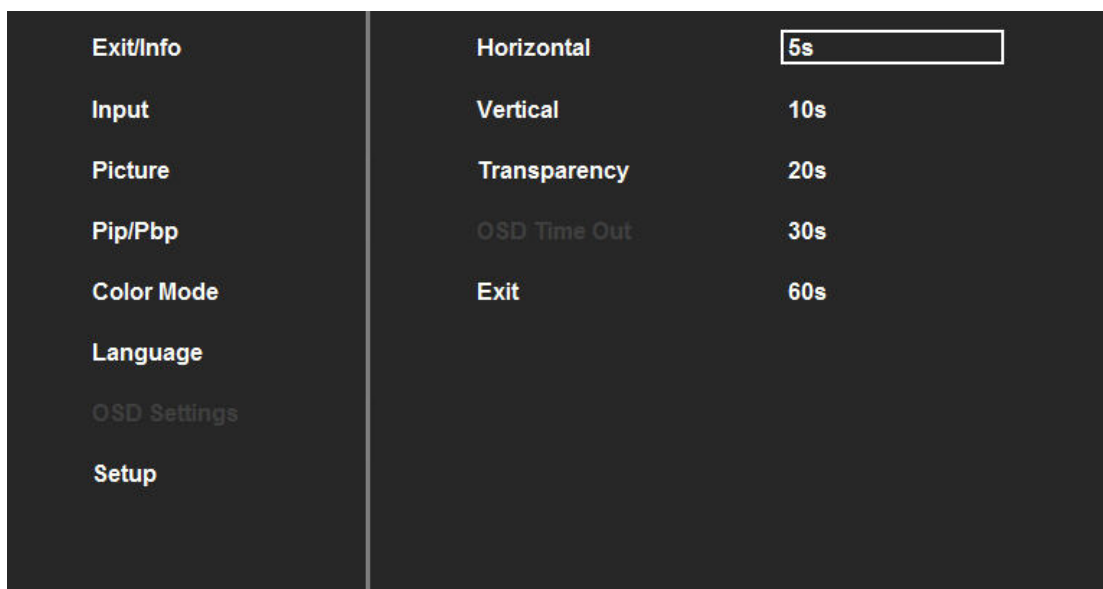 Exit/Info
Input
Picture
Pip/Pbp
Color Mode
Language
OSD Settings
Setup
Horizontal
Vertical
Transparency
OSD Time Out
Exit
5s
10s
20s
30s
60s